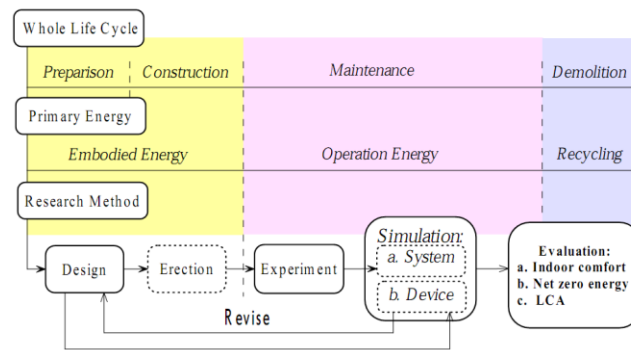 Whole Life Cycle
Preparison Construction Maintenance Demolition
Primary Energy
Embodied Energy Operation Energy Recycling
Research Method
Design
Erection
Experiment
Simulation:
a. System
b. Device
Evaluation:
a. Indoor comfort
b. Net zero energy
c. LCA
Revise